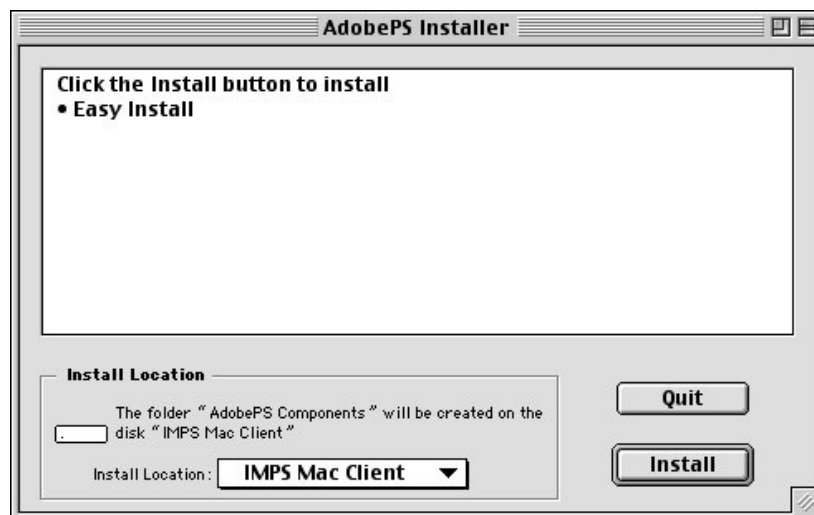 AdobePS Installer
Click the Install button to install
• Easy Install
Install Location
The folder “AdobePS Components” will be created on the
disk “IMPS Mac Client”
Install Location: IMPS Mac Client
Quit
Install